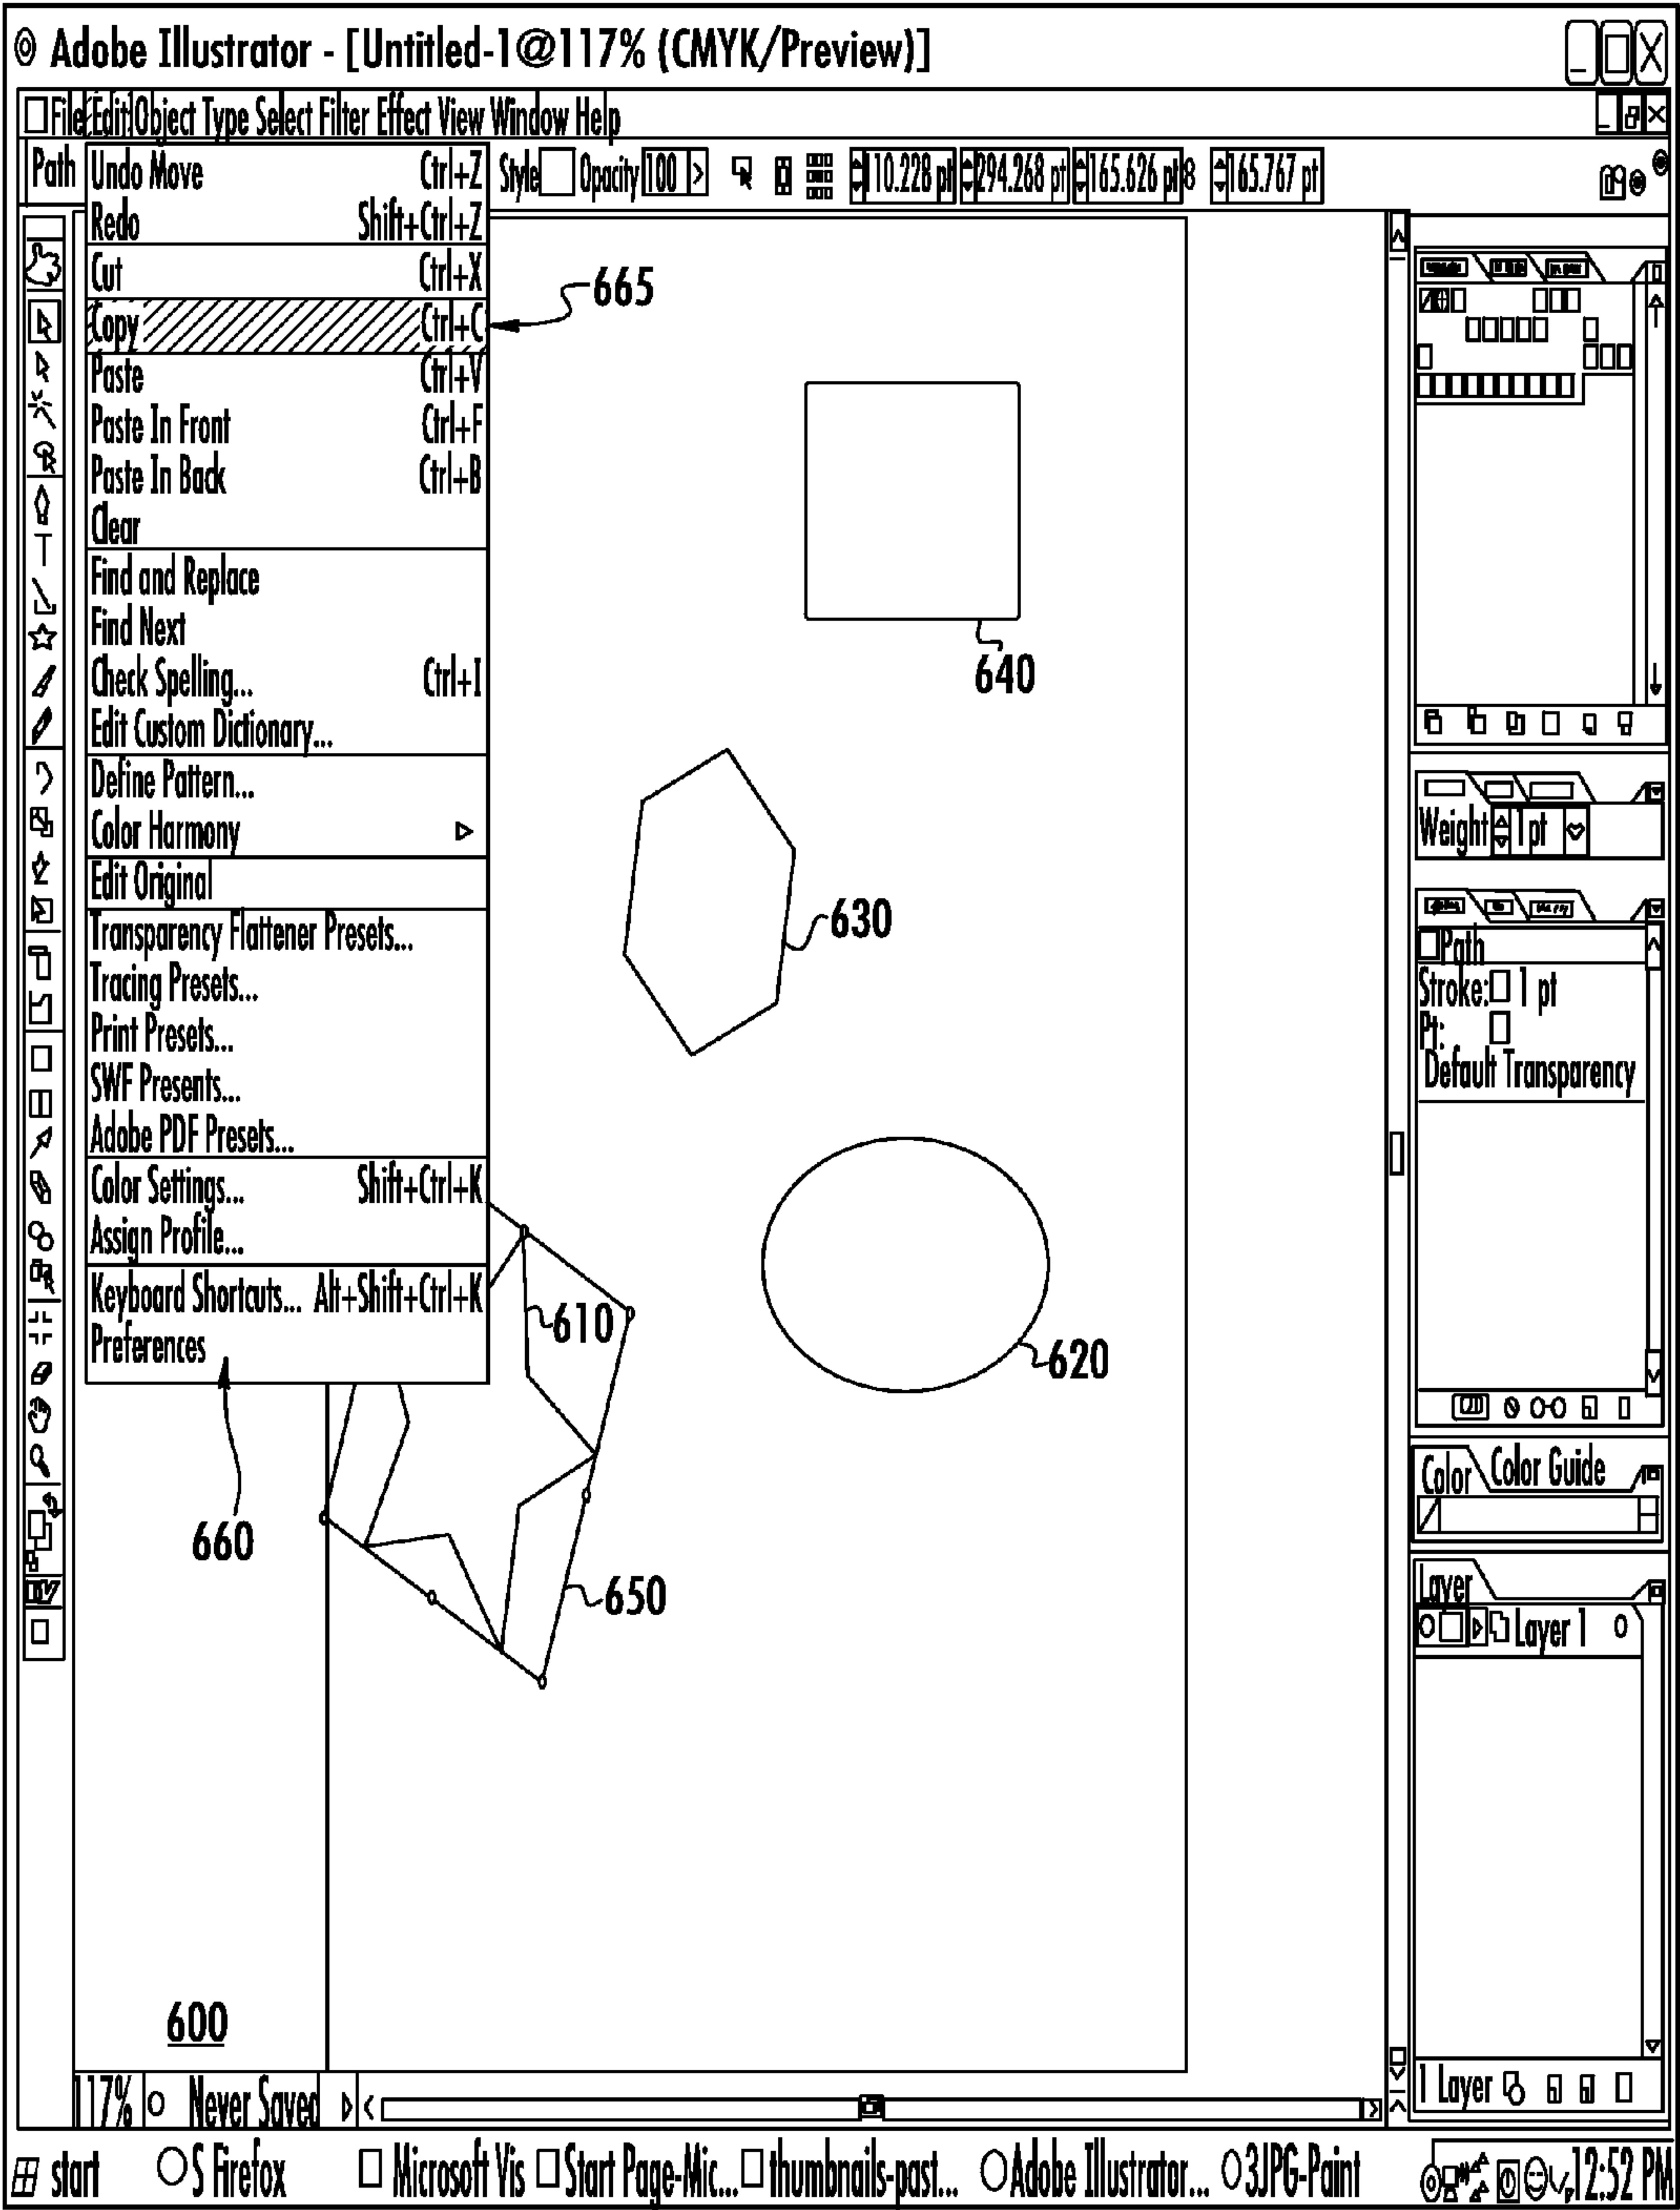 Adobe Illustrator - [Untitled-1@117% (CMYK/Preview)]
File Edit Object Type Select Filter Effect View Window Help
Path
Style Opacity 100 > 110.228 pt 294.268 pt 165.626 pt 8 165.767 pt
Undo Move Ctrl+Z
Redo Shift+Ctrl+Z
Cut Ctrl+X
Copy Ctrl+C
Paste Ctrl+V
Paste In Front Ctrl+F
Paste In Back Ctrl+B
Clear
Find and Replace
Find Next
Check Spelling... Ctrl+I
Edit Custom Dictionary...
Define Pattern...
Color Harmony
Edit Original
Transparency Flattener Presets...
Tracing Presets...
Print Presets...
SWF Presents...
Adobe PDF Presets...
Color Settings... Shift+Ctrl+K
Assign Profile...
Keyboard Shortcuts... Alt+Shift+Ctrl+K
Preferences
665
640
630
610
620
660
650
600
Weight 1 pt
Path
Stroke: 1 pt
Pt:
Default Transparency
Color Color Guide
Layer
Layer 1
1 Layer
117% Never Saved
start S Firefox Microsoft Vis Start Page-Mic... thumbnails-past... Adobe Illustrator... 3JPG-Paint 12:52 PM